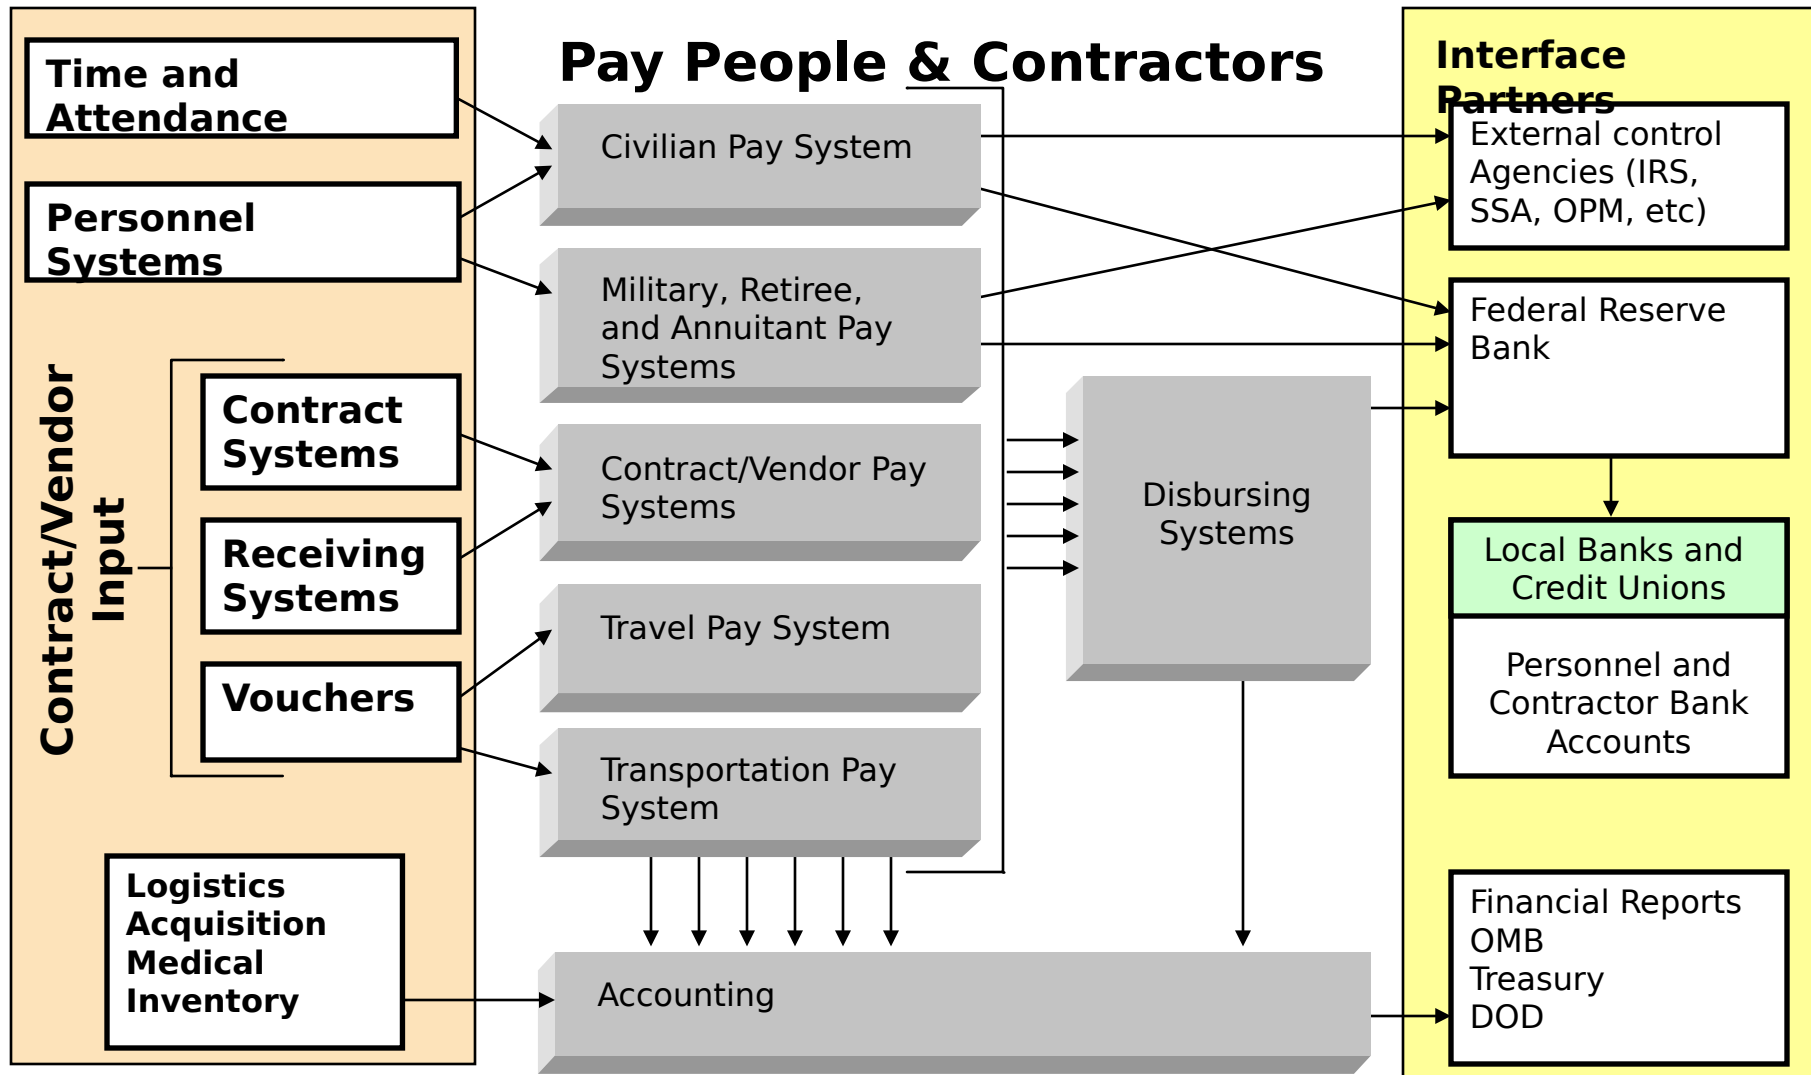 Pay People & Contractors
Time and
Attendance
Personnel
Systems
Contract/Vendor
Input
Contract
Systems
Receiving
Systems
Vouchers
Logistics
Acquisition
Medical
Inventory
Civilian Pay System
Military, Retiree,
and Annuitant Pay
Systems
Contract/Vendor Pay
Systems
Travel Pay System
Transportation Pay
System
Accounting
Disbursing
Systems
Interface
Partners
External control
Agencies (IRS,
SSA, OPM, etc)
Federal Reserve
Bank
Local Banks and
Credit Unions
Personnel and
Contractor Bank
Accounts
Financial Reports
OMB
Treasury
DOD